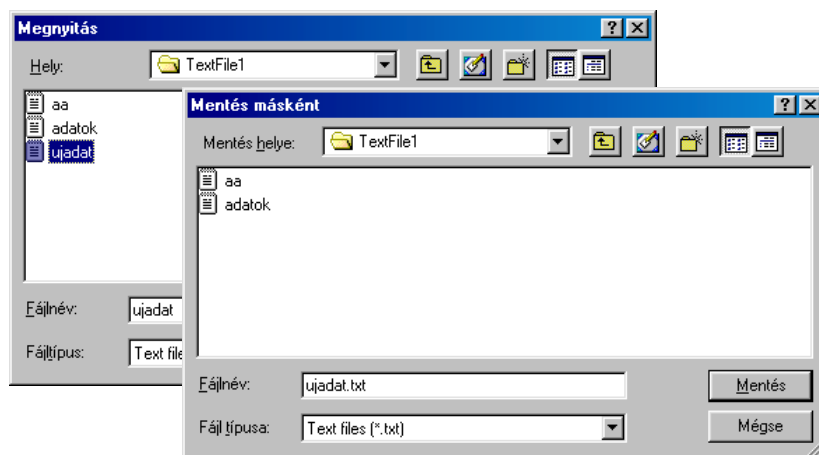 Megnyitás
Hely: TextFile1
aa
adatok
ujadat
Fájlnév: ujadat
Fájltípus: Text file
Mentés másként
Mentés helye: TextFile1
aa
adatok
Fájlnév: ujadat.txt Mentés
Fájl típusa: Text files (*.txt) Mégse